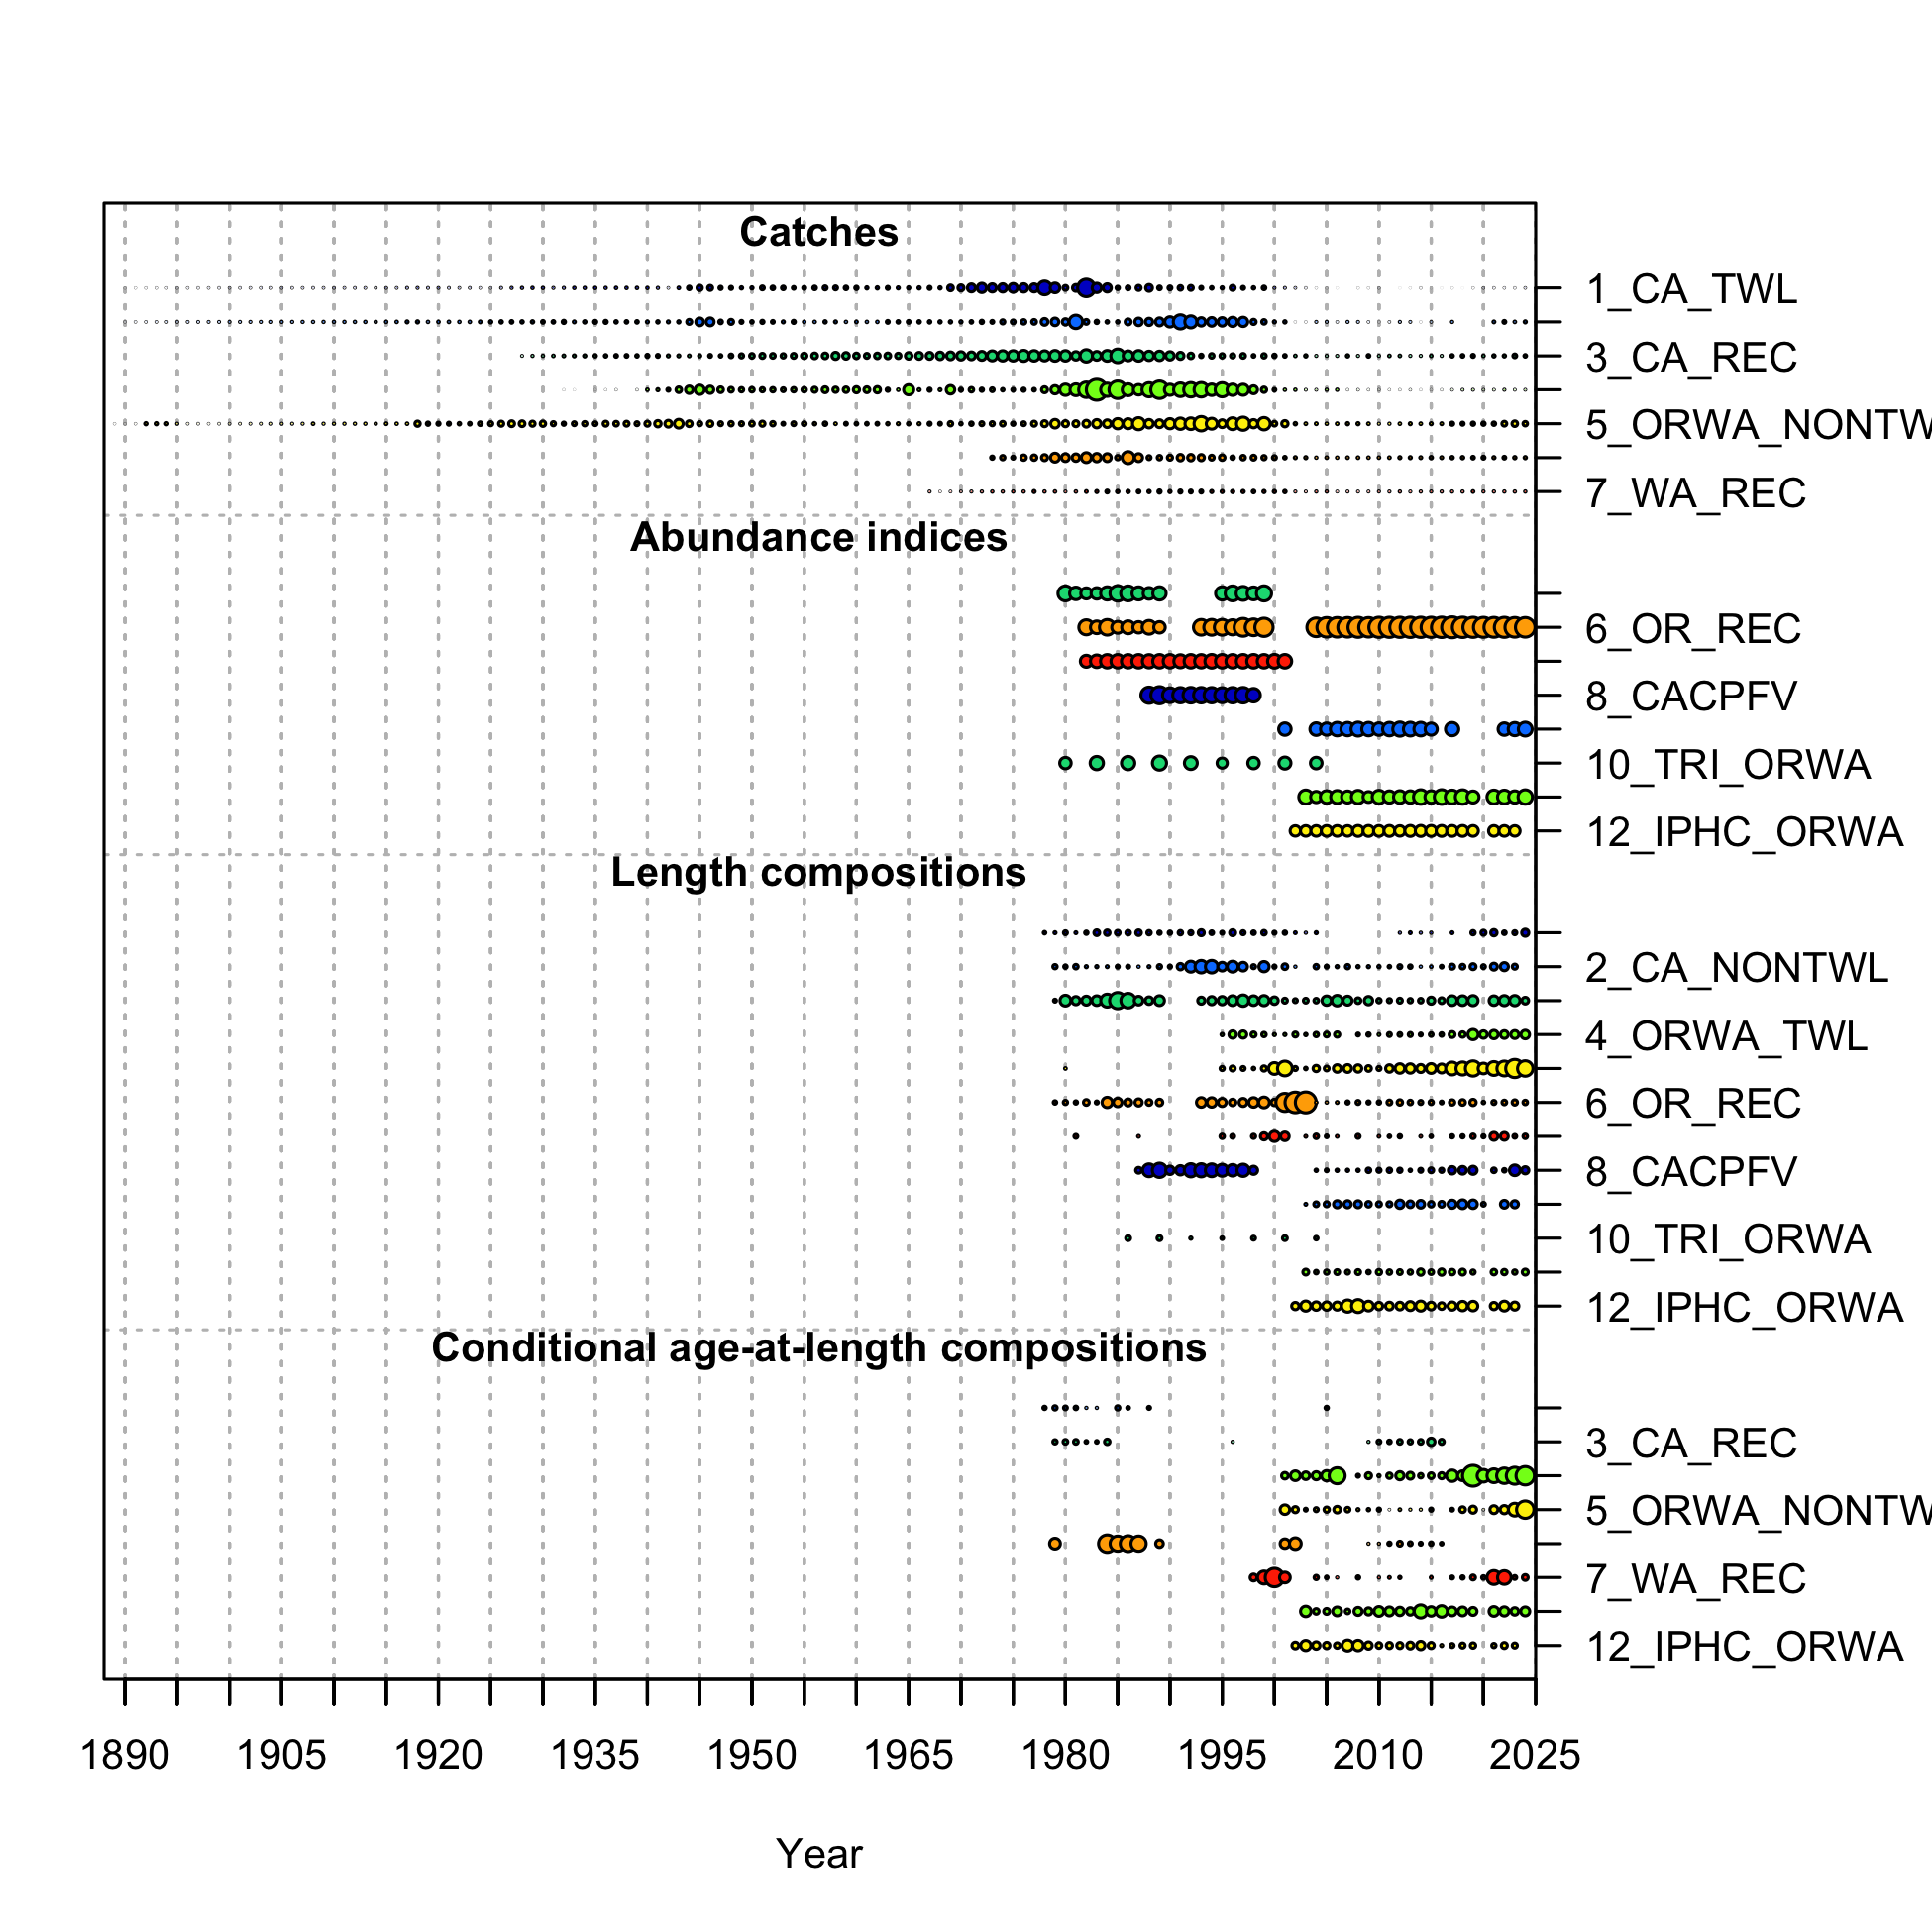 Catches
1_CA_TWL
3_CA_REC
5_ORWA_NONTW
7_WA_REC
Abundance indices
6_OR_REC
8_CACPFV
10_TRI_ORWA
12_IPHC_ORWA
Length compositions
2_CA_NONTWL
4_ORWA_TWL
6_OR_REC
8_CACPFV
10_TRI_ORWA
12_IPHC_ORWA
Conditional age-at-length compositions
3_CA_REC
5_ORWA_NONTW
7_WA_REC
12_IPHC_ORWA
1890 1905 1920 1935 1950 1965 1980 1995 2010 2025
Year